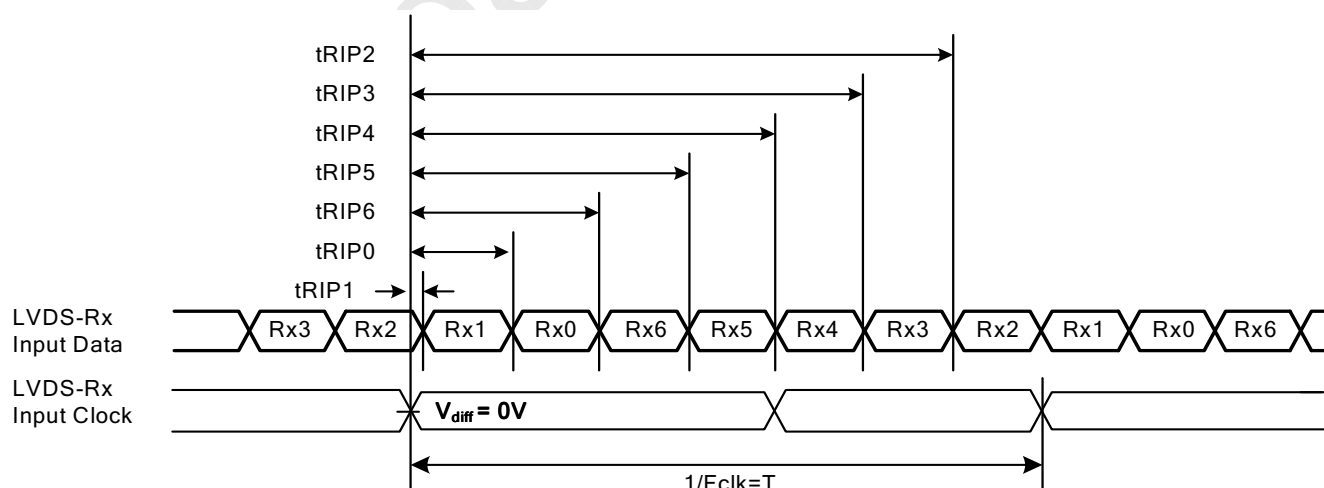 tRIP2
tRIP3
tRIP4
tRIP5
tRIP6
tRIP0
tRIP1
LVDS-Rx
Input Data
Rx3 Rx2 Rx1 Rx0 Rx6 Rx5 Rx4 Rx3 Rx2 Rx1 Rx0 Rx6
LVDS-Rx
Input Clock
Vdiff = 0V
1/Fclk=T